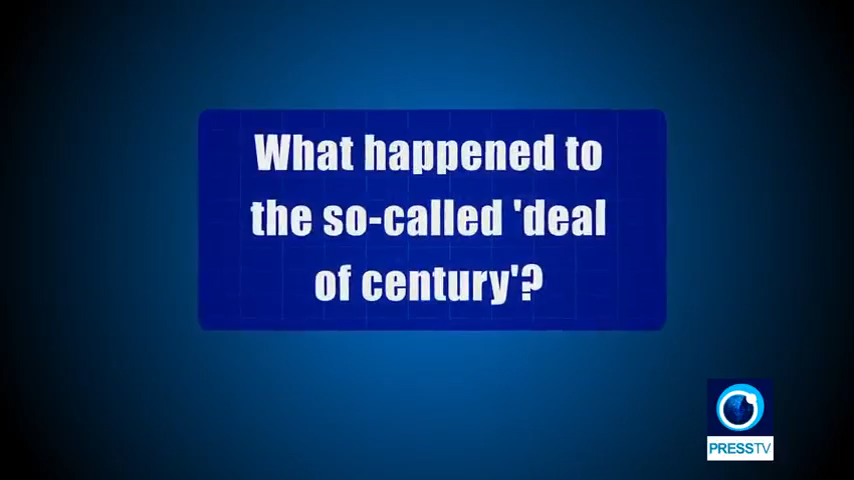 What happened to
the so-called 'deal
of century'?
PRESSTV